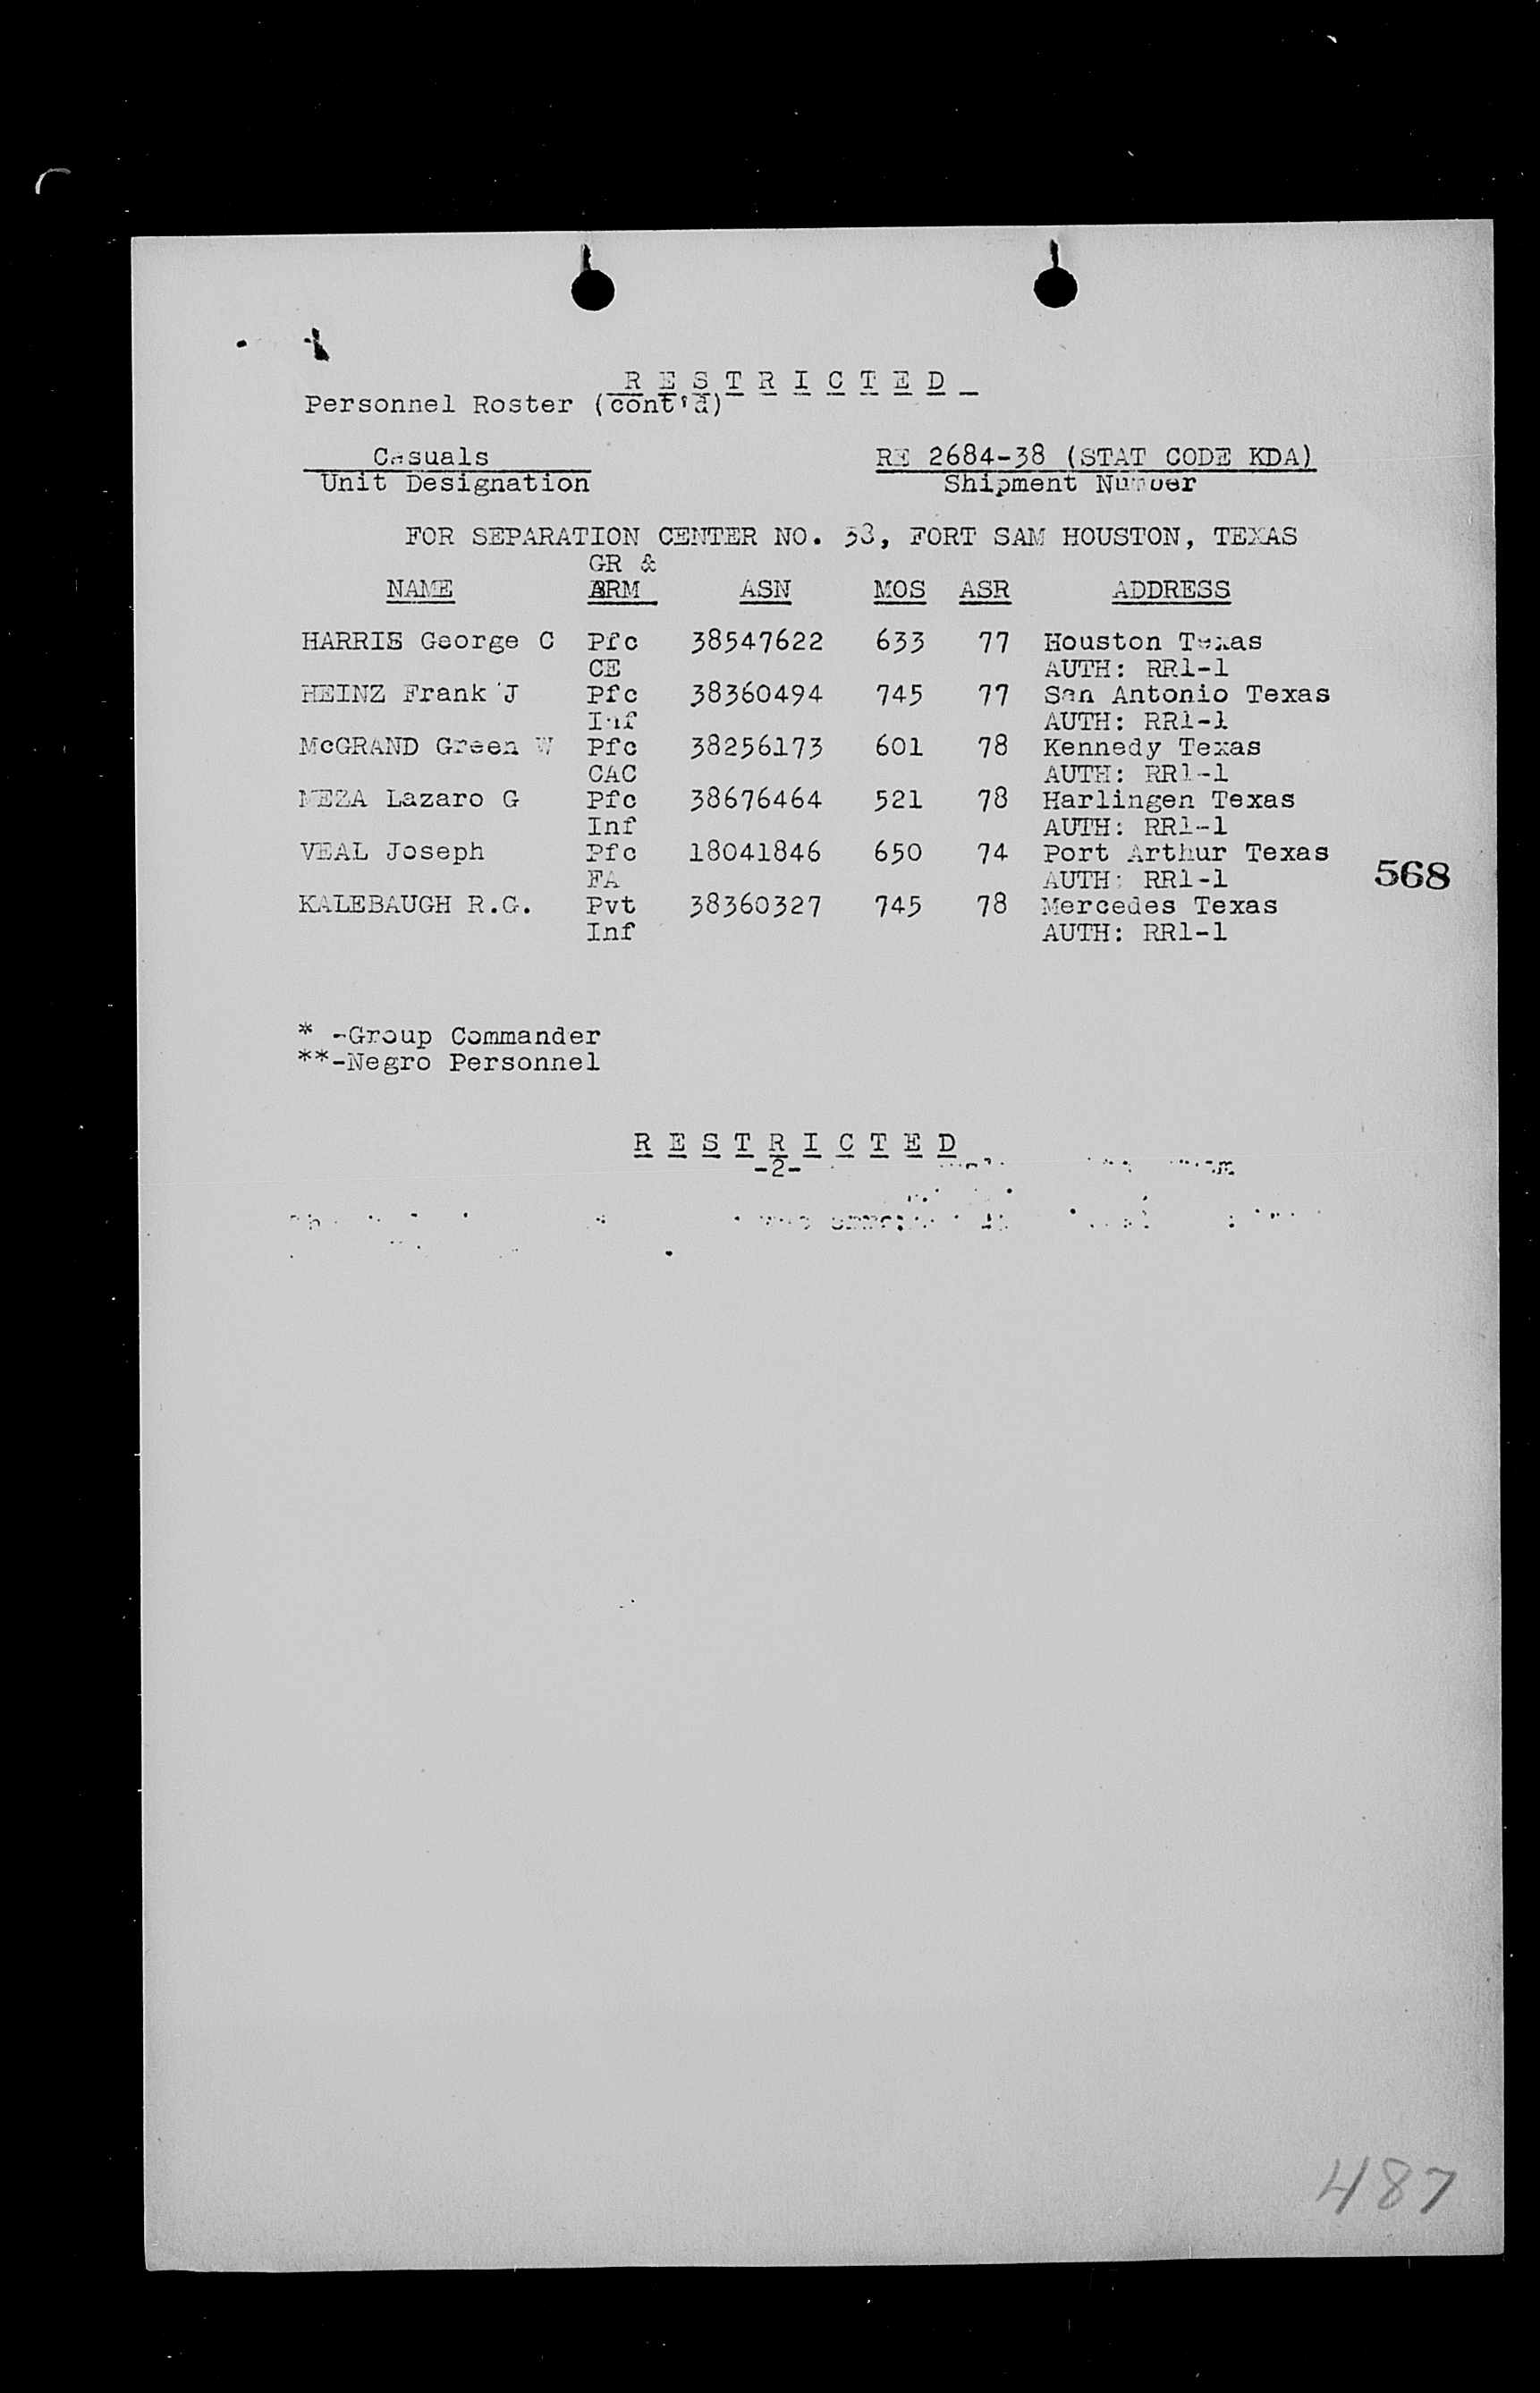 R E S T R I C T E D
Personnel Roster (cont'd)
Casuals RE 2684-38 (STAT CODE KDA)
Unit Designation Shipment Number
FOR SEPARATION CENTER NO. 38, FORT SAM HOUSTON, TEXAS
GR &
NAME ARM ASN MOS ASR ADDRESS
HARRIS George C Pfc 38547622 633 77 Houston Texas
CE AUTH: RR1-1
HEINZ Frank J Pfc 38360494 745 77 San Antonio Texas
Inf AUTH: RR1-1
McGRAND Green W Pfc 38256173 601 78 Kennedy Texas
CAC AUTH: RR1-1
MEZA Lazaro G Pfc 38676464 521 78 Harlingen Texas
Inf AUTH: RR1-1
VEAL Joseph Pfc 18041846 650 74 Port Arthur Texas
FA AUTH: RR1-1
568
KALEBAUGH R.G. Pvt 38360327 745 78 Mercedes Texas
Inf AUTH: RR1-1
* -Group Commander
**-Negro Personnel
R E S T R I C T E D
-2-
487